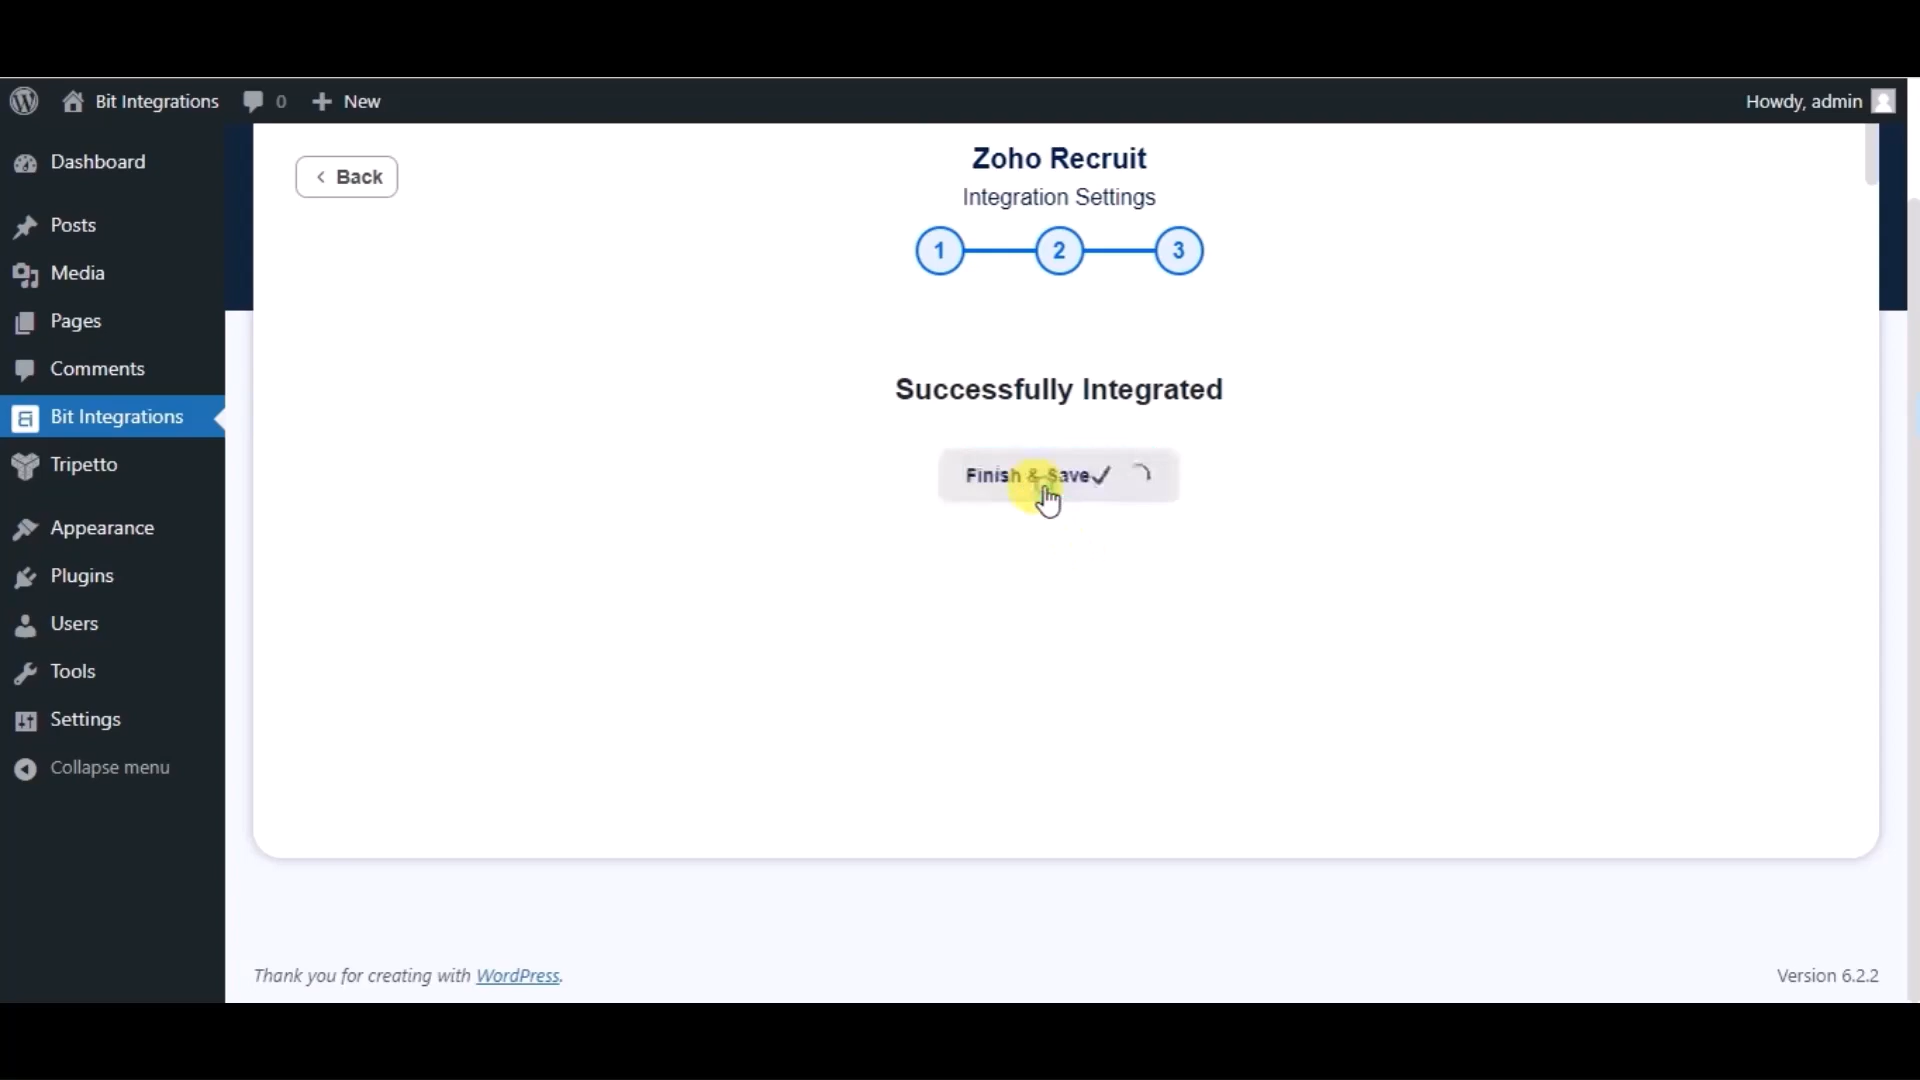 Bit Integrations
0
New
Howdy, admin
Dashboard
Posts
Media
Pages
Comments
Bit Integrations
Tripetto
Appearance
Plugins
Users
Tools
Settings
Collapse menu
Back
Zoho Recruit
Integration Settings
1
2
3
Successfully Integrated
Finish & Save
Thank you for creating with WordPress.
Version 6.2.2